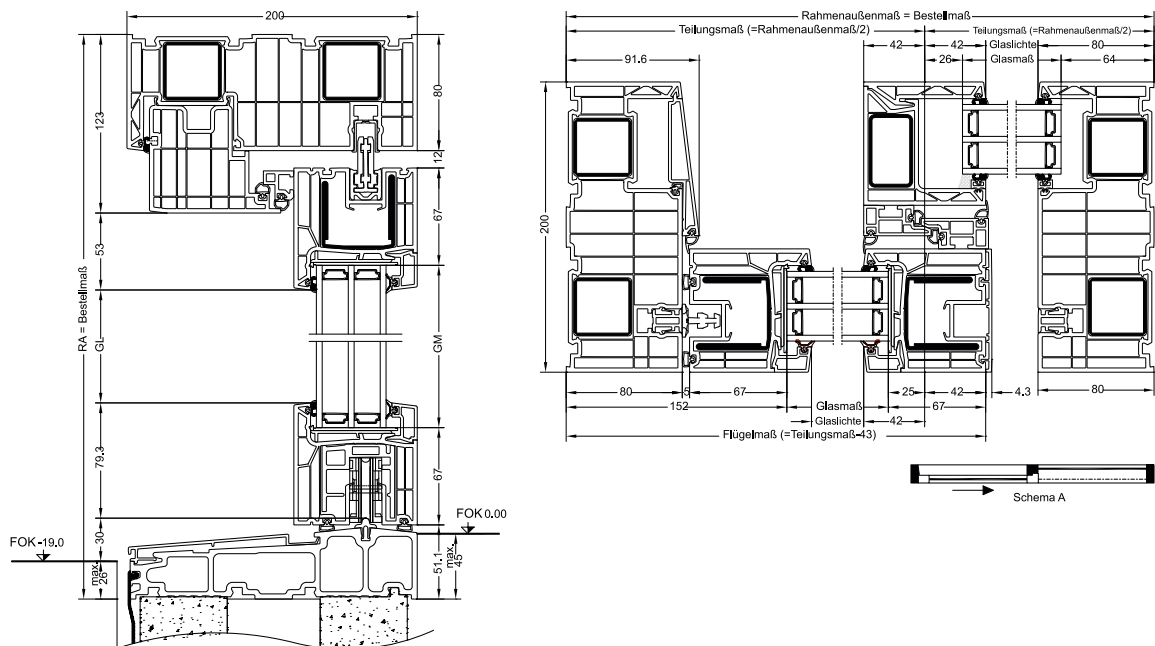 200
RA = Bestellmaß
123
53
GL
79,3
30
max.
26
80
12
67
GM
67
51.1
max.
45
FOK -19.0
FOK 0.00
Rahmenaußenmaß = Bestellmaß
Teilungsmaß (=Rahmenaußenmaß/2)
Teilungsmaß (=Rahmenaußenmaß/2)
42
42
Glaslichte
80
91.6
26
Glasmaß
64
200
80
5
67
25
42
4.3
80
152
Glasmaß
67
Glaslichte
42
Flügelmaß (=Teilungsmaß-43)
Schema A